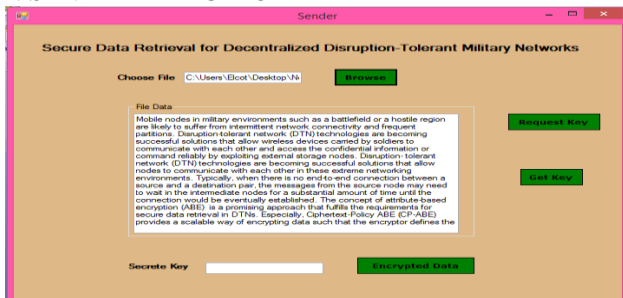 Sender
Secure Data Retrieval for Decentralized Disruption-Tolerant Military Networks
Choose File C:\Users\Elcot\Desktop\N Browse
File Data
Mobile nodes in military environments such as a battlefield or a hostile region
are likely to suffer from intermittent network connectivity and frequent
partitions. Disruption-tolerant network (DTN) technologies are becoming
successful solutions that allow wireless devices carried by soldiers to
communicate with each other and access the confidential information or
command reliably by exploiting external storage nodes. Disruption- tolerant
network (DTN) technologies are becoming successful solutions that allow
nodes to communicate with each other in these extreme networking
environments. Typically, when there is no end-to-end connection between a
source and a destination pair, the messages from the source node may need
to wait in the intermediate nodes for a substantial amount of time until the
connection would be eventually established. The concept of attribute-based
encryption (ABE) is a promising approach that fulfills the requirements for
secure data retrieval in DTNs. Especially, Ciphertext-Policy ABE (CP-ABE)
provides a scalable way of encrypting data such that the encryptor defines the
Request Key
Get Key
Secrete Key Encrypted Data